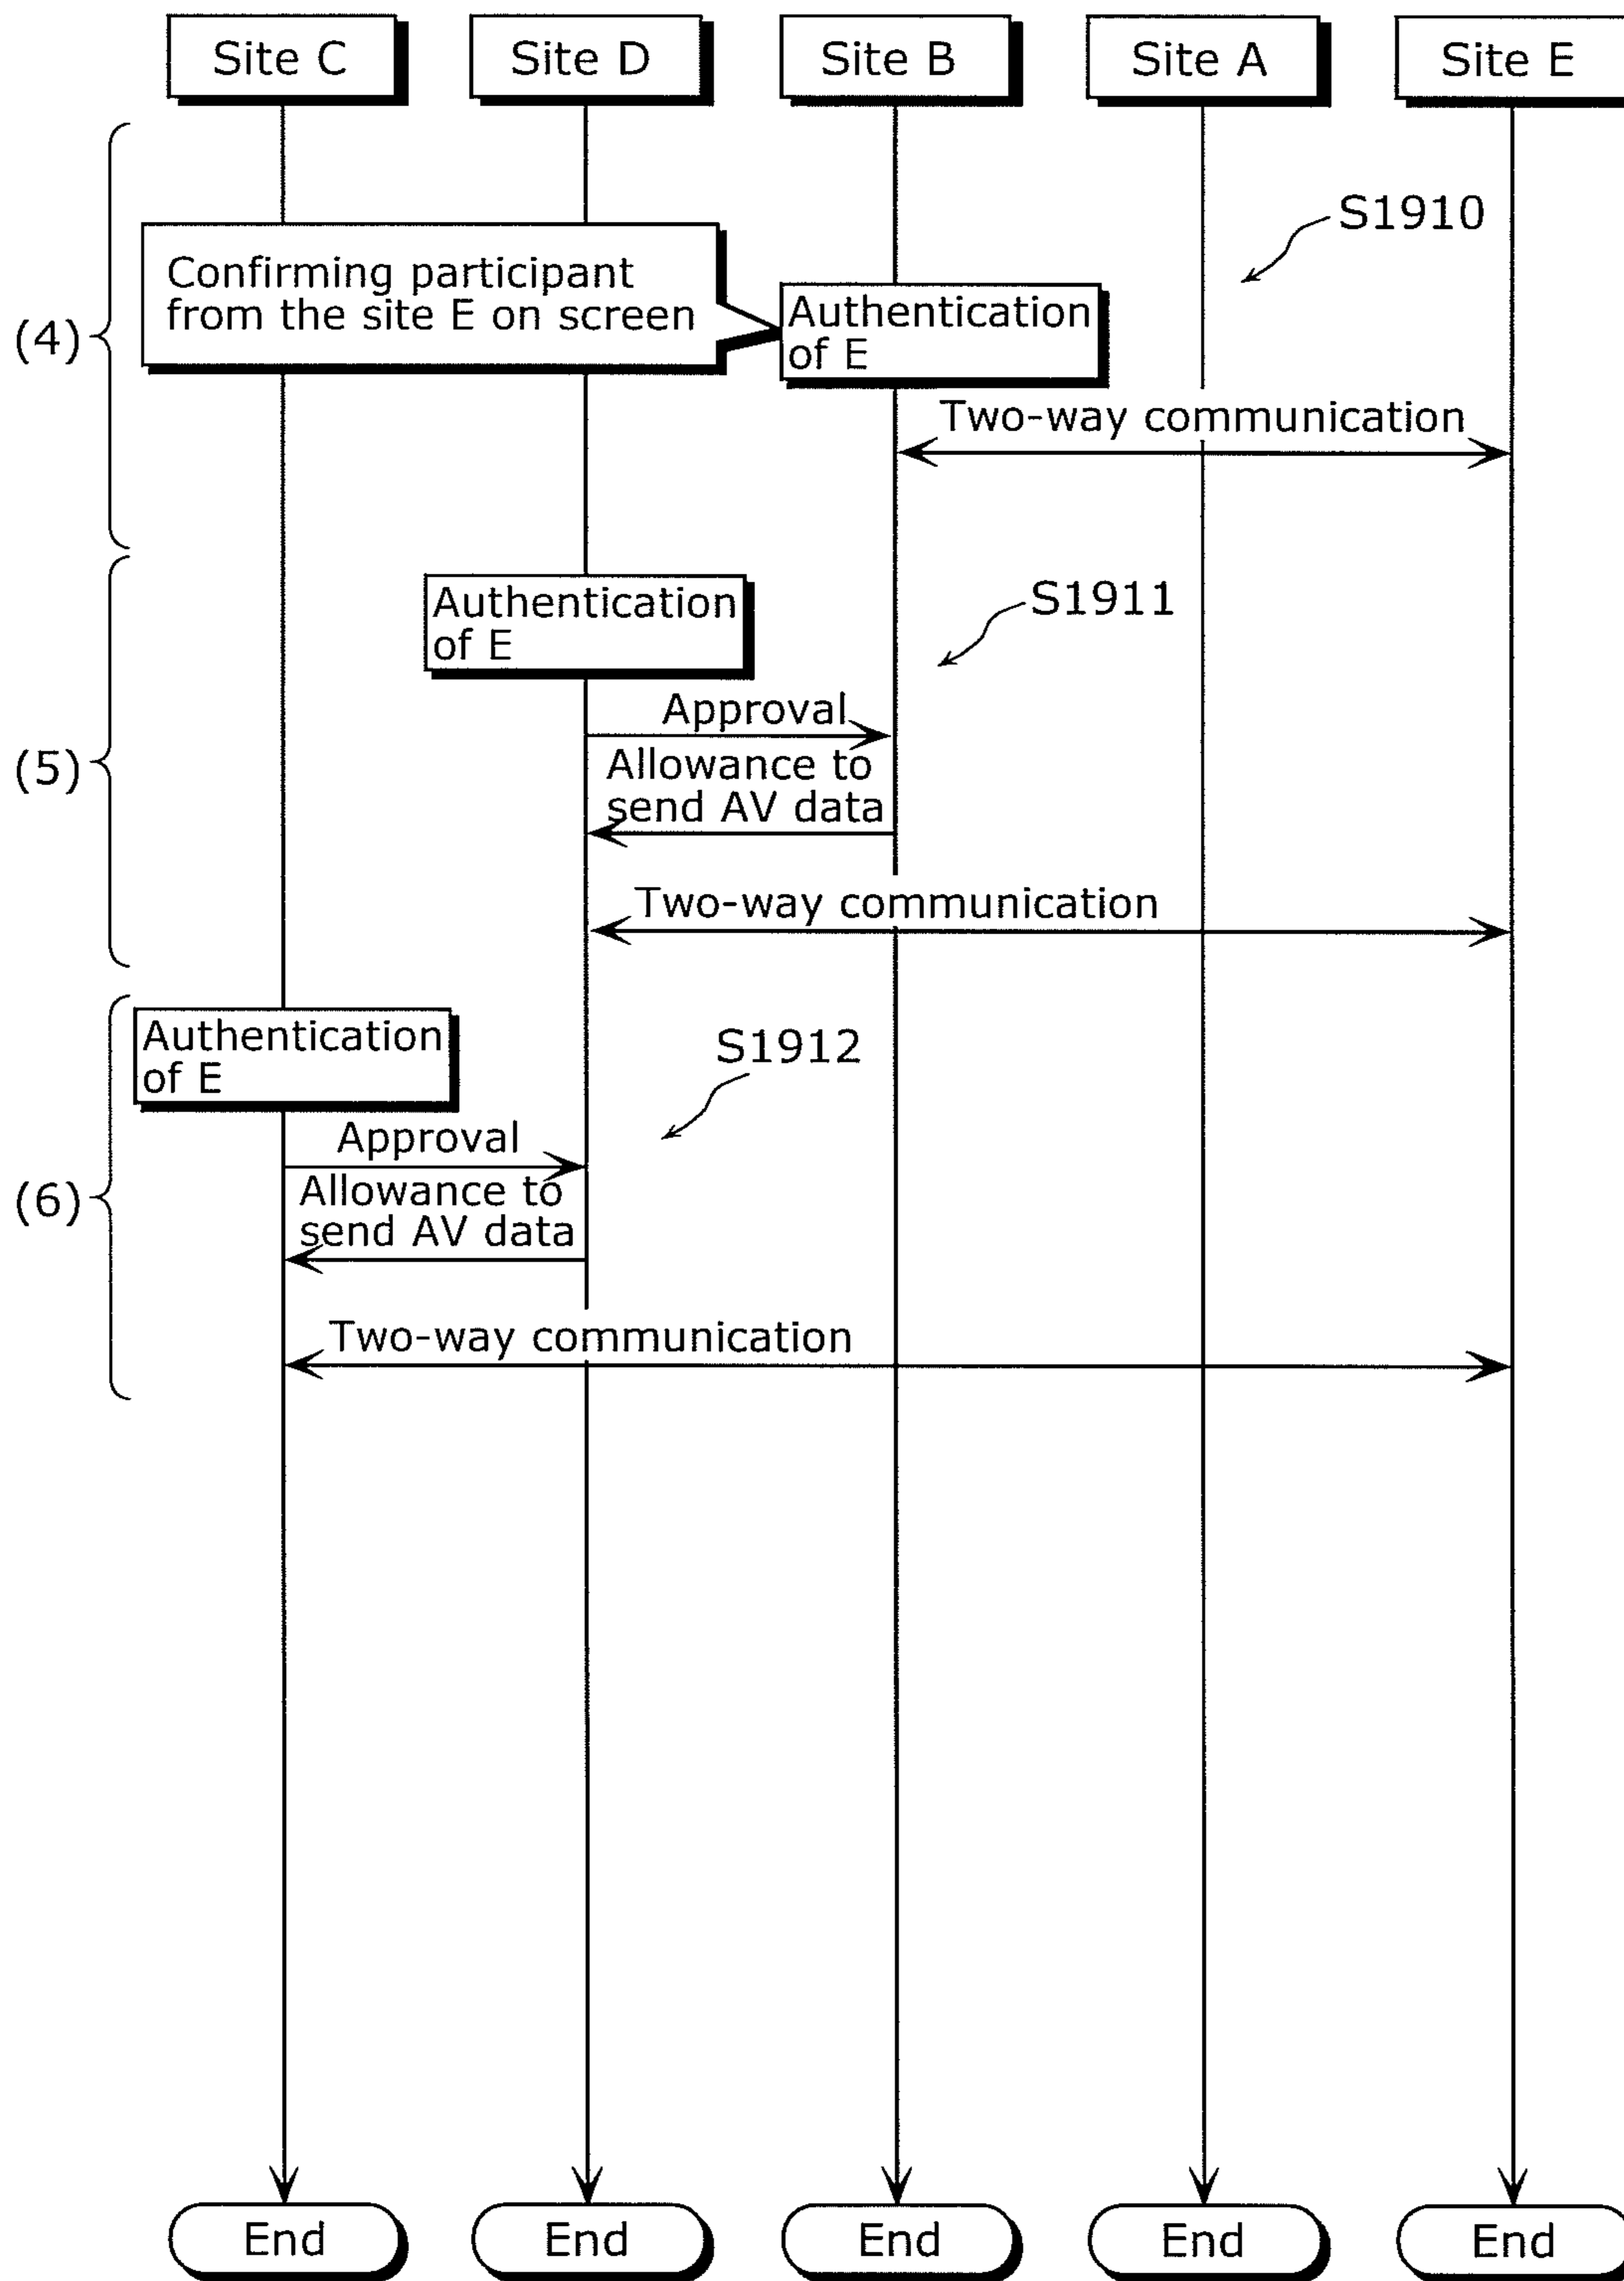 Site C
Site D
Site B
Site A
Site E
S1910
(4)
Confirming participant
from the site E on screen
Authentication
of E
Two-way communication
(5)
Authentication
of E
S1911
Approval
Allowance to
send AV data
Two-way communication
(6)
Authentication
of E
S1912
Approval
Allowance to
send AV data
Two-way communication
End
End
End
End
End